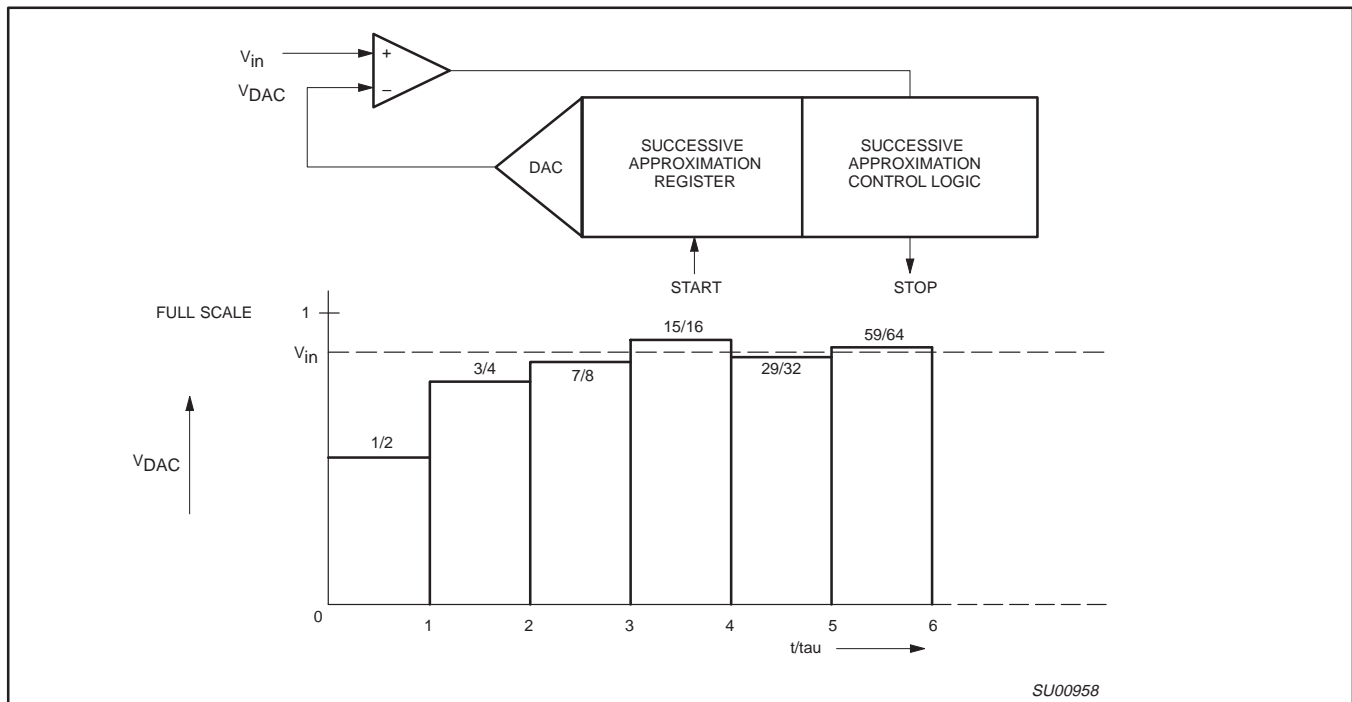 Vin
VDAC
+
–
DAC
SUCCESSIVE
APPROXIMATION
REGISTER
SUCCESSIVE
APPROXIMATION
CONTROL LOGIC
START
STOP
FULL SCALE
1
Vin
VDAC
1/2
3/4
7/8
15/16
29/32
59/64
0
1
2
3
4
5
6
t/tau
SU00958